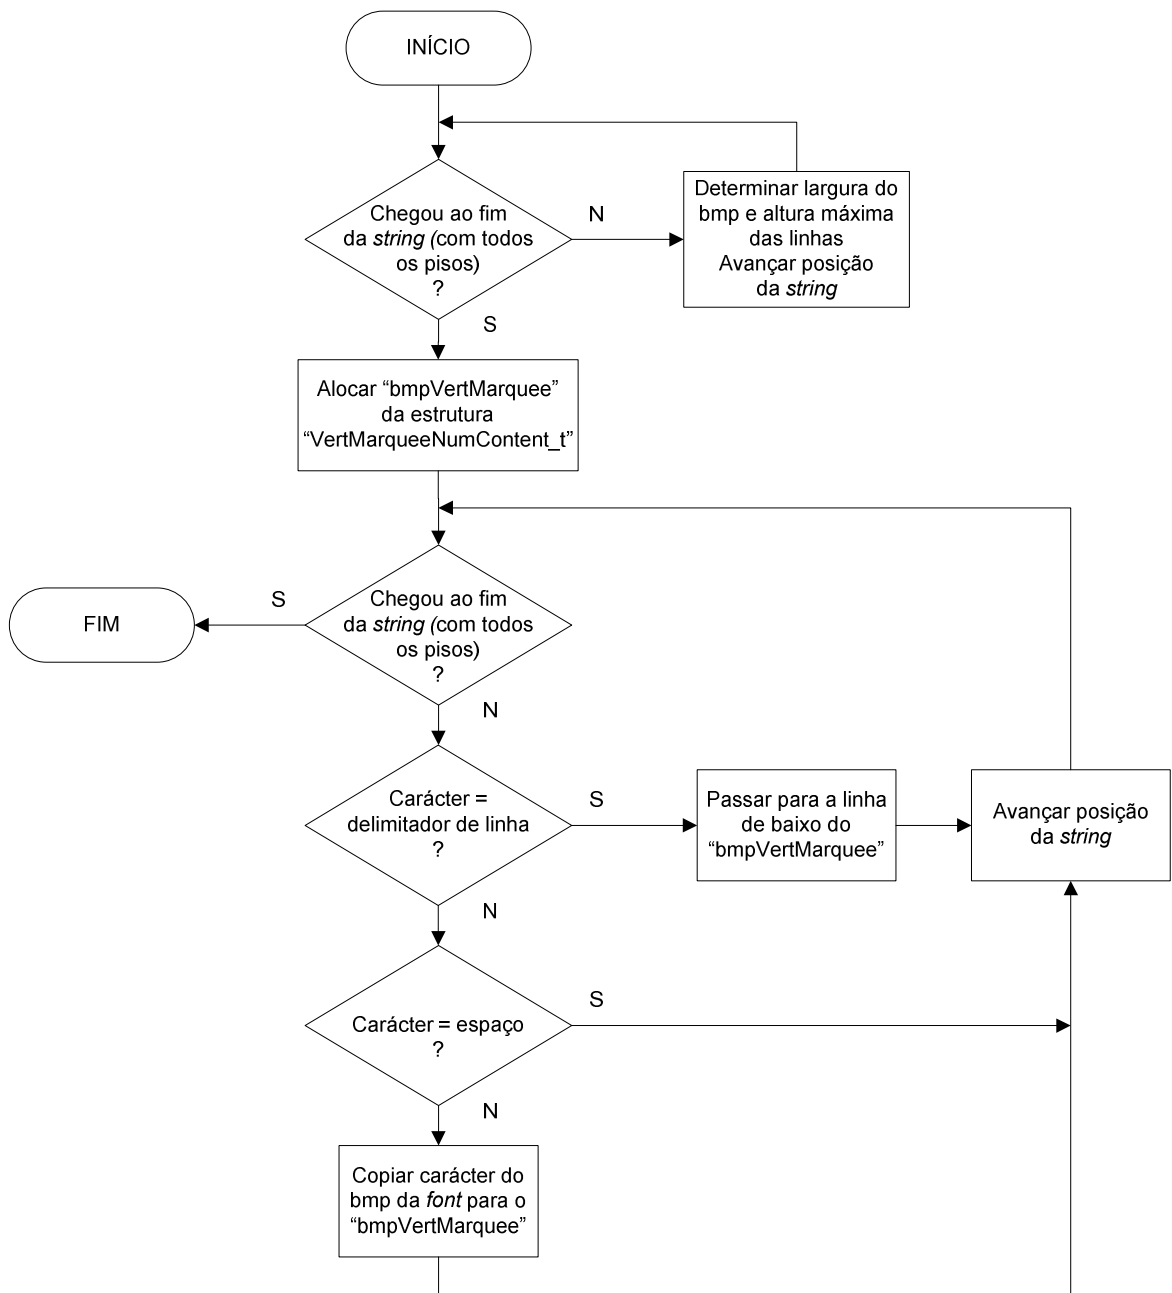 INÍCIO
Chegou ao fim
da string (com todos
os pisos)
?
N
Determinar largura do
bmp e altura máxima
das linhas
Avançar posição
da string
S
Alocar “bmpVertMarquee”
da estrutura
“VertMarqueeNumContent_t”
Chegou ao fim
da string (com todos
os pisos)
?
S
FIM
N
Carácter =
delimitador de linha
?
S
Passar para a linha
de baixo do
“bmpVertMarquee”
Avançar posição
da string
N
Carácter = espaço
?
S
N
Copiar carácter do
bmp da font para o
“bmpVertMarquee”